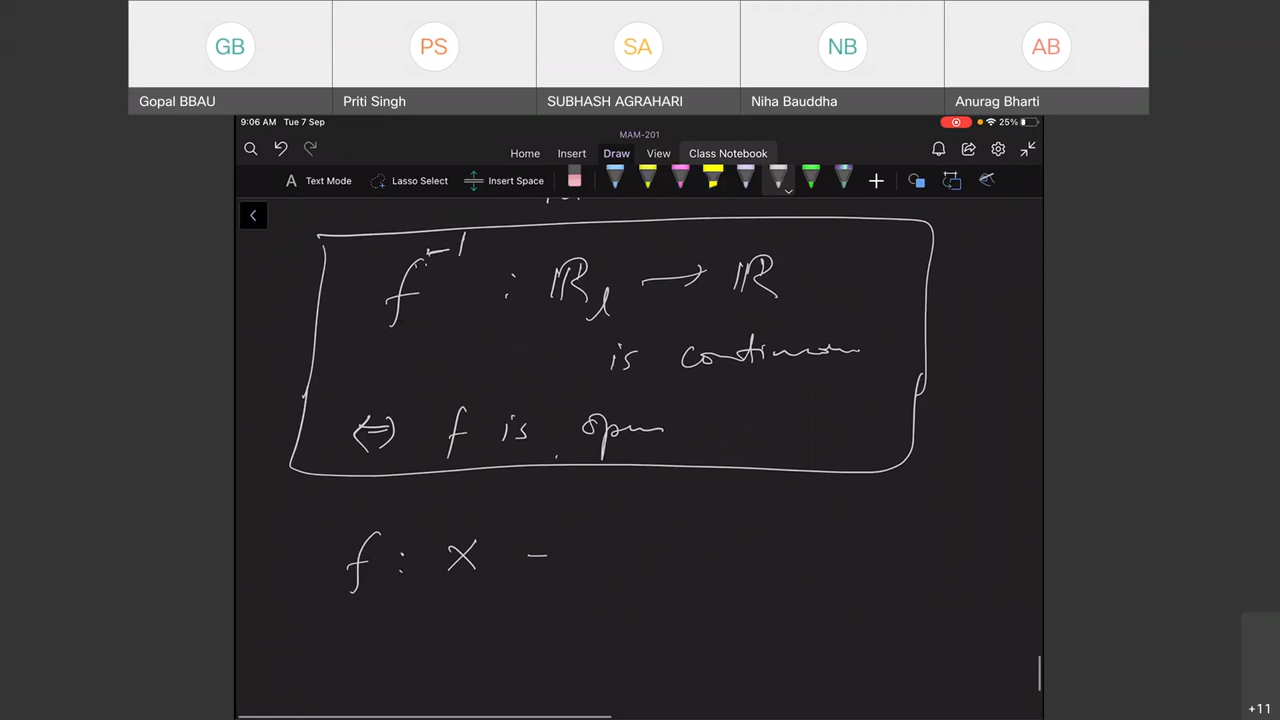 GB PS SA NB AB
Gopal BBAU Priti Singh SUBHASH AGRAHARI Niha Bauddha Anurag Bharti
9:06 AM Tue 7 Sep 25%
MAM-201
Home Insert Draw View Class Notebook
A Text Mode Lasso Select Insert Space
f⁻¹ : ℝₗ → ℝ
is continuous
⇔ f is open
f : X –
+11